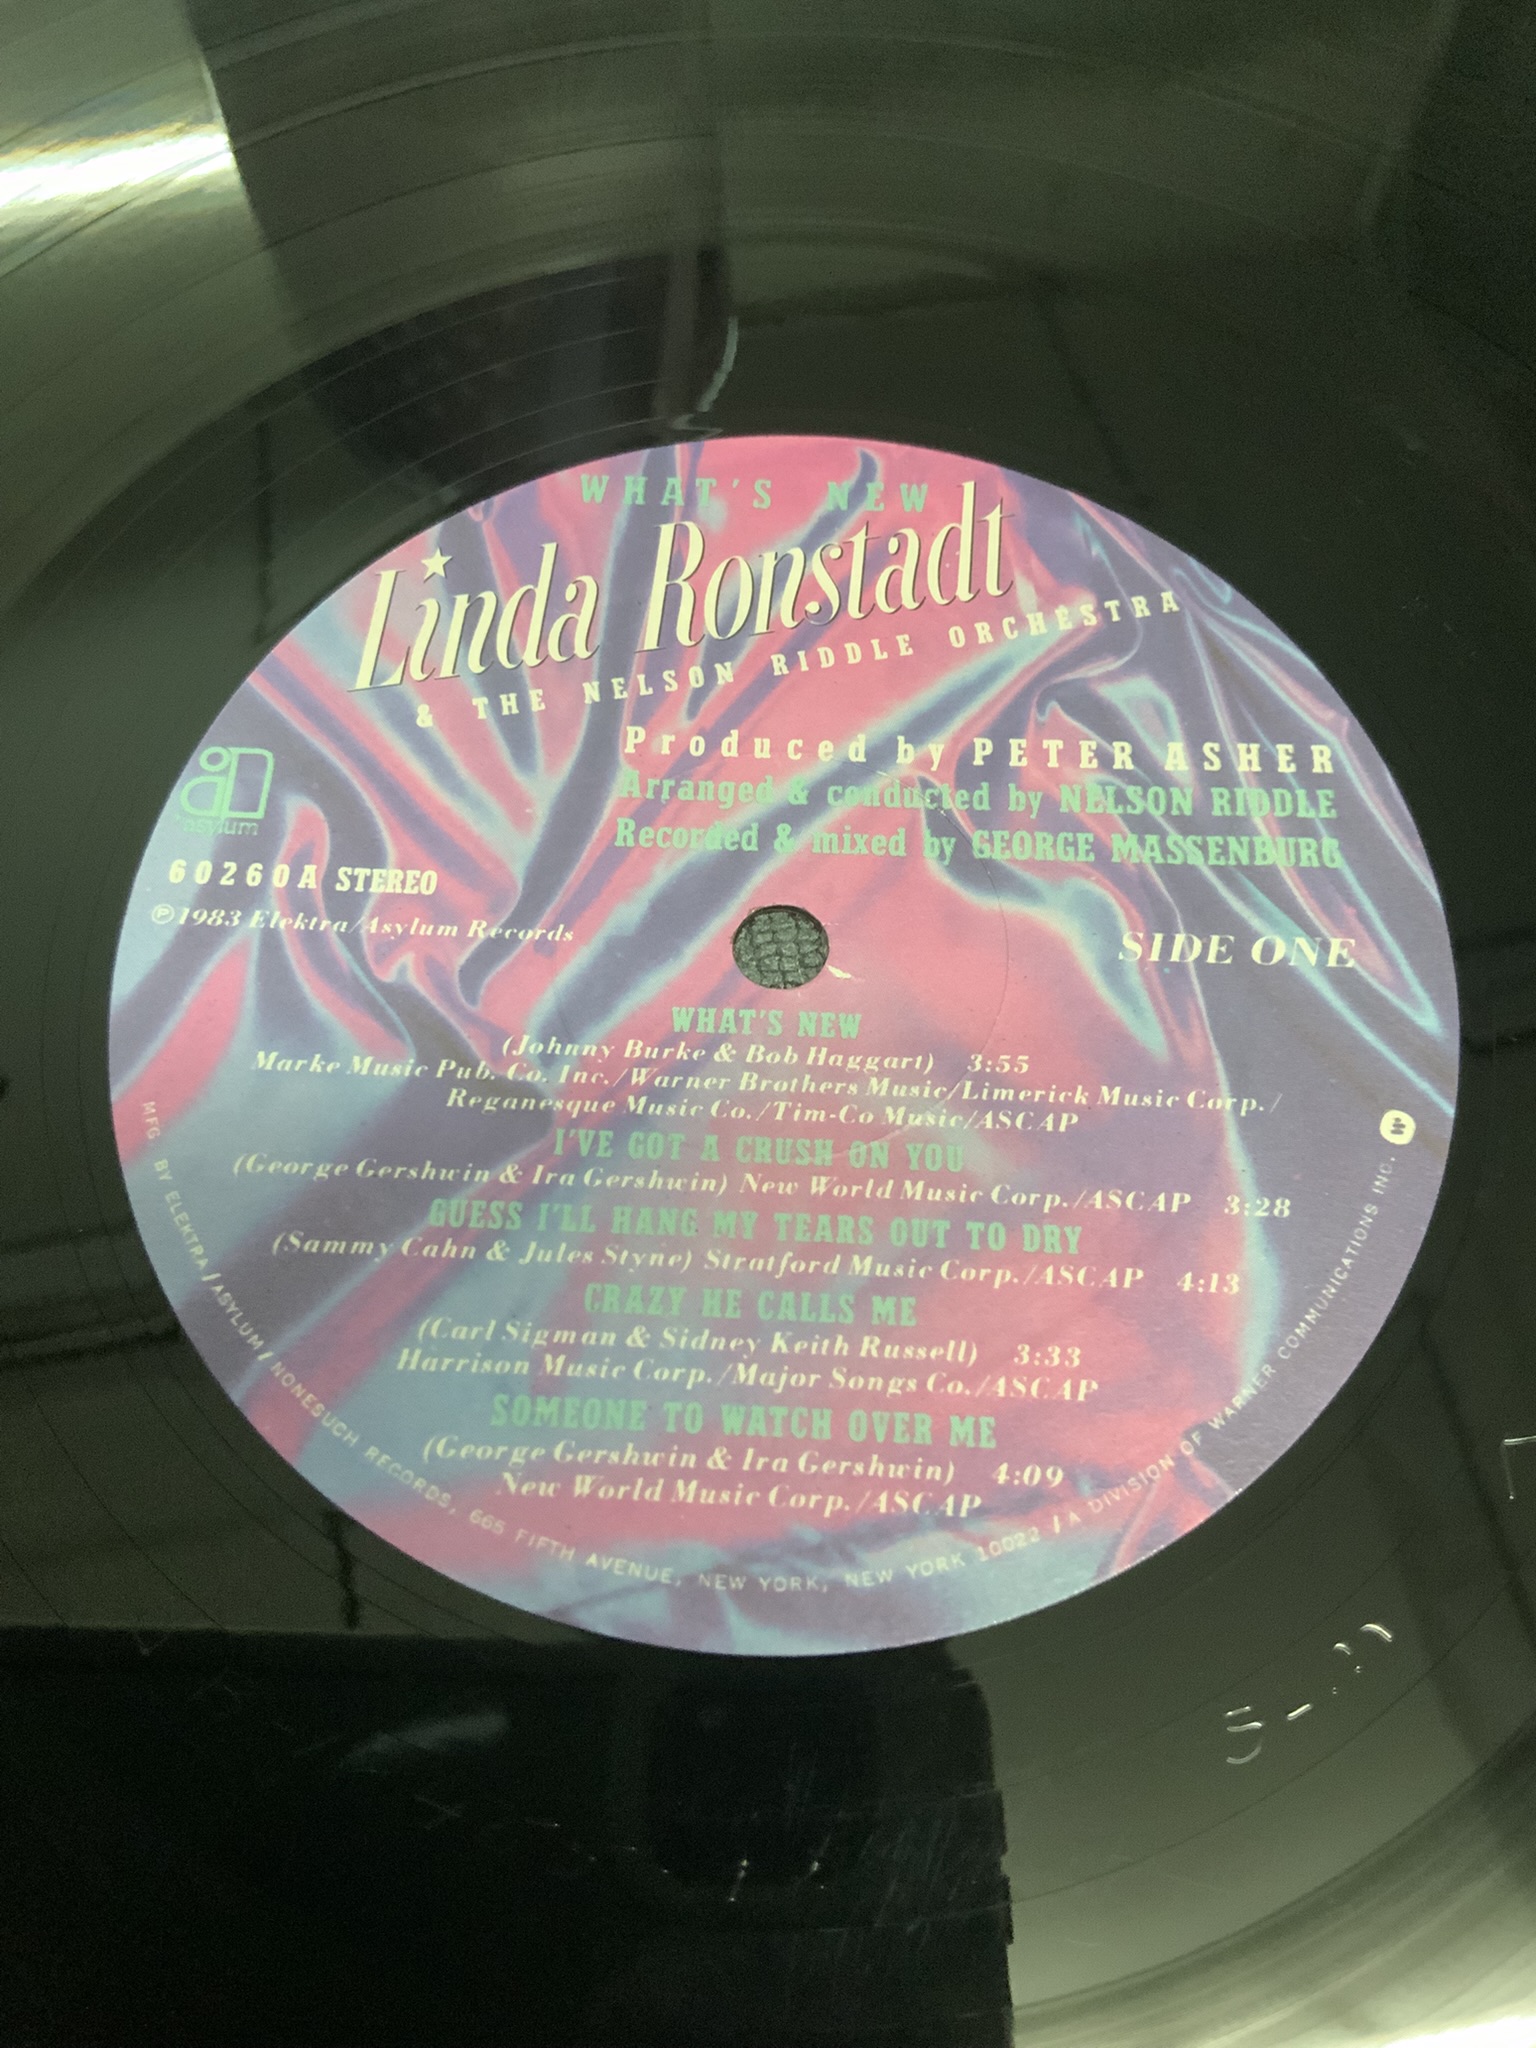 WHAT'S NEW
Linda Ronstadt
& THE NELSON RIDDLE ORCHESTRA
Produced by PETER ASHER
Arranged & conducted by NELSON RIDDLE
Recorded & mixed by GEORGE MASSENBURG
asylum
60260A STEREO
℗1983 Elektra/Asylum Records
SIDE ONE
WHAT'S NEW
(Johnny Burke & Bob Haggart) 3:55
Marke Music Pub. Co. Inc./Warner Brothers Music/Limerick Music Corp./
Reganesque Music Co./Tim-Co Music/ASCAP
I'VE GOT A CRUSH ON YOU
(George Gershwin & Ira Gershwin) New World Music Corp./ASCAP 3:28
GUESS I'LL HANG MY TEARS OUT TO DRY
(Sammy Cahn & Jules Styne) Stratford Music Corp./ASCAP 4:13
CRAZY HE CALLS ME
(Carl Sigman & Sidney Keith Russell) 3:33
Harrison Music Corp./Major Songs Co./ASCAP
SOMEONE TO WATCH OVER ME
(George Gershwin & Ira Gershwin) 4:09
New World Music Corp./ASCAP
MFG BY ELEKTRA/ASYLUM/NONESUCH RECORDS, 665 FIFTH AVENUE, NEW YORK, NEW YORK 10022 / A DIVISION OF WARNER COMMUNICATIONS INC.